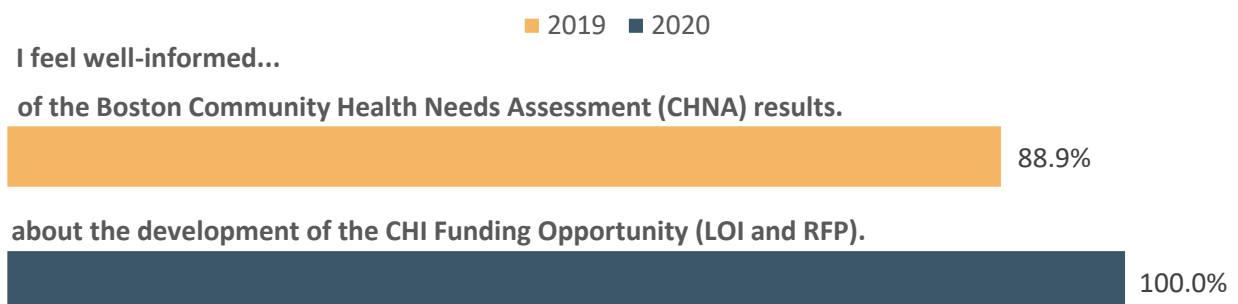 2019 2020
I feel well-informed...
of the Boston Community Health Needs Assessment (CHNA) results.
88.9%
about the development of the CHI Funding Opportunity (LOI and RFP).
100.0%